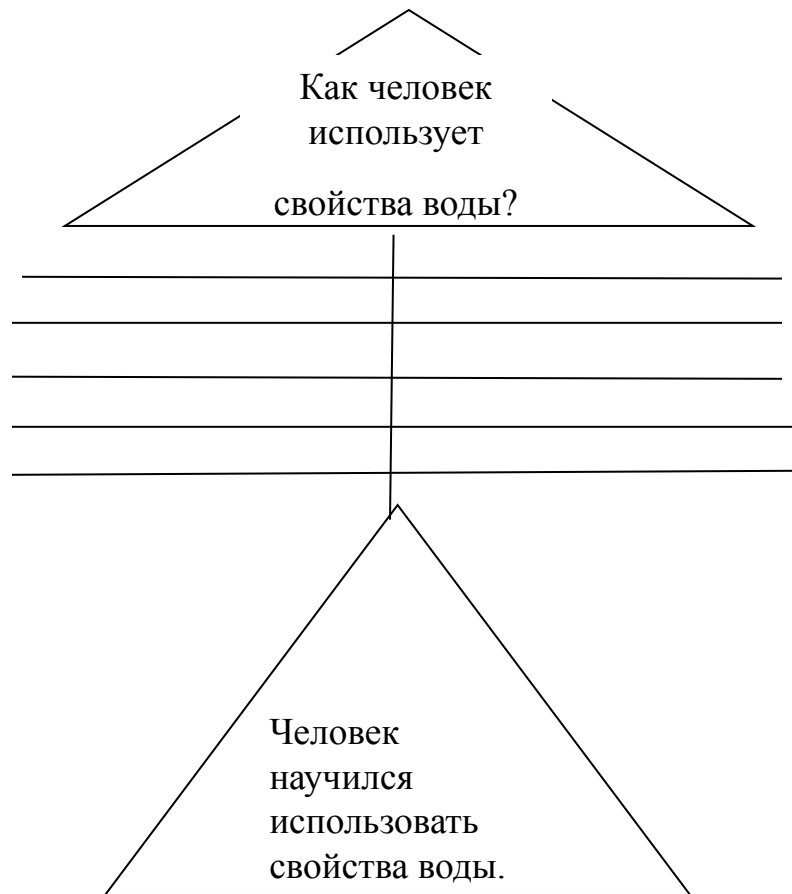 Как человек
использует
свойства воды?
Человек
научился
использовать
свойства воды.